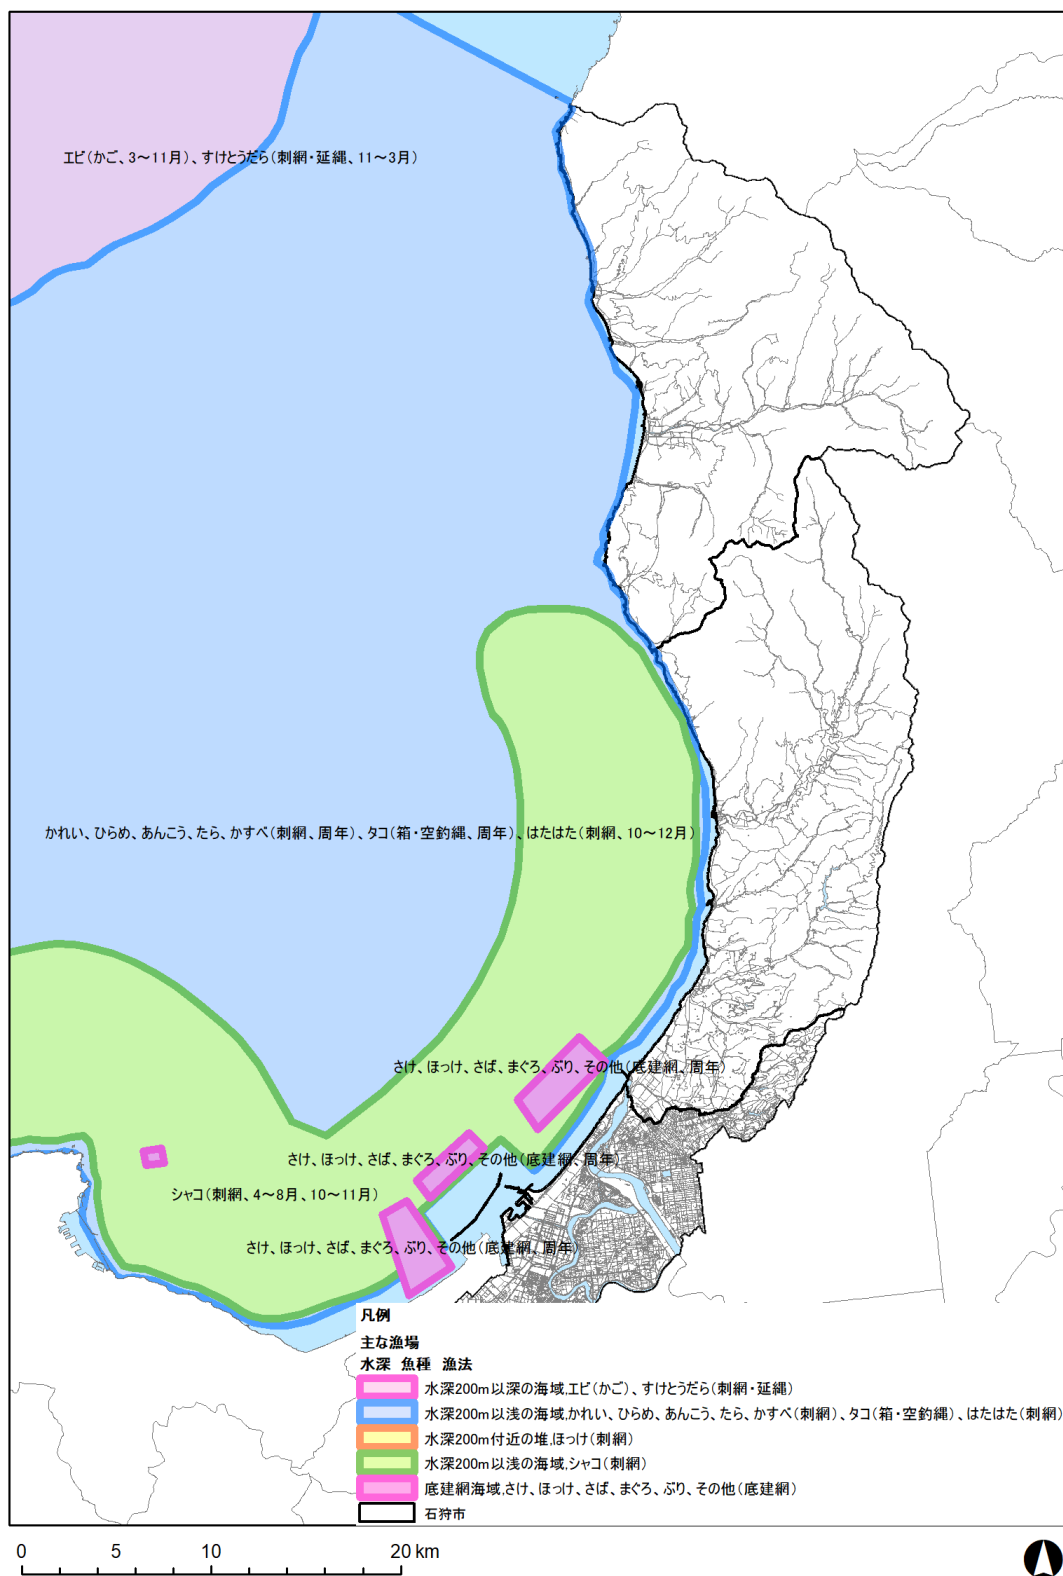 エビ(かご、3～11月)、すけとうだら(刺網・延縄、11～3月)
かれい、ひらめ、あんこう、たら、かすべ(刺網、周年)、タコ(箱・空釣縄、周年)、はたはた(刺網、10～12月)
さけ、ほっけ、さば、まぐろ、ぶり、その他(底建網、周年)
さけ、ほっけ、さば、まぐろ、ぶり、その他(底建網、周年)
シャコ(刺網、4～8月、10～11月)
さけ、ほっけ、さば、まぐろ、ぶり、その他(底建網、周年)
凡例
主な漁場
水深 魚種 漁法
水深200m以深の海域,エビ(かご)、すけとうだら(刺網・延縄)
水深200m以浅の海域,かれい、ひらめ、あんこう、たら、かすべ(刺網)、タコ(箱・空釣縄)、はたはた(刺網)
水深200m付近の堆,ほっけ(刺網)
水深200m以浅の海域,シャコ(刺網)
底建網海域,さけ、ほっけ、さば、まぐろ、ぶり、その他(底建網)
石狩市
0 5 10 20 km